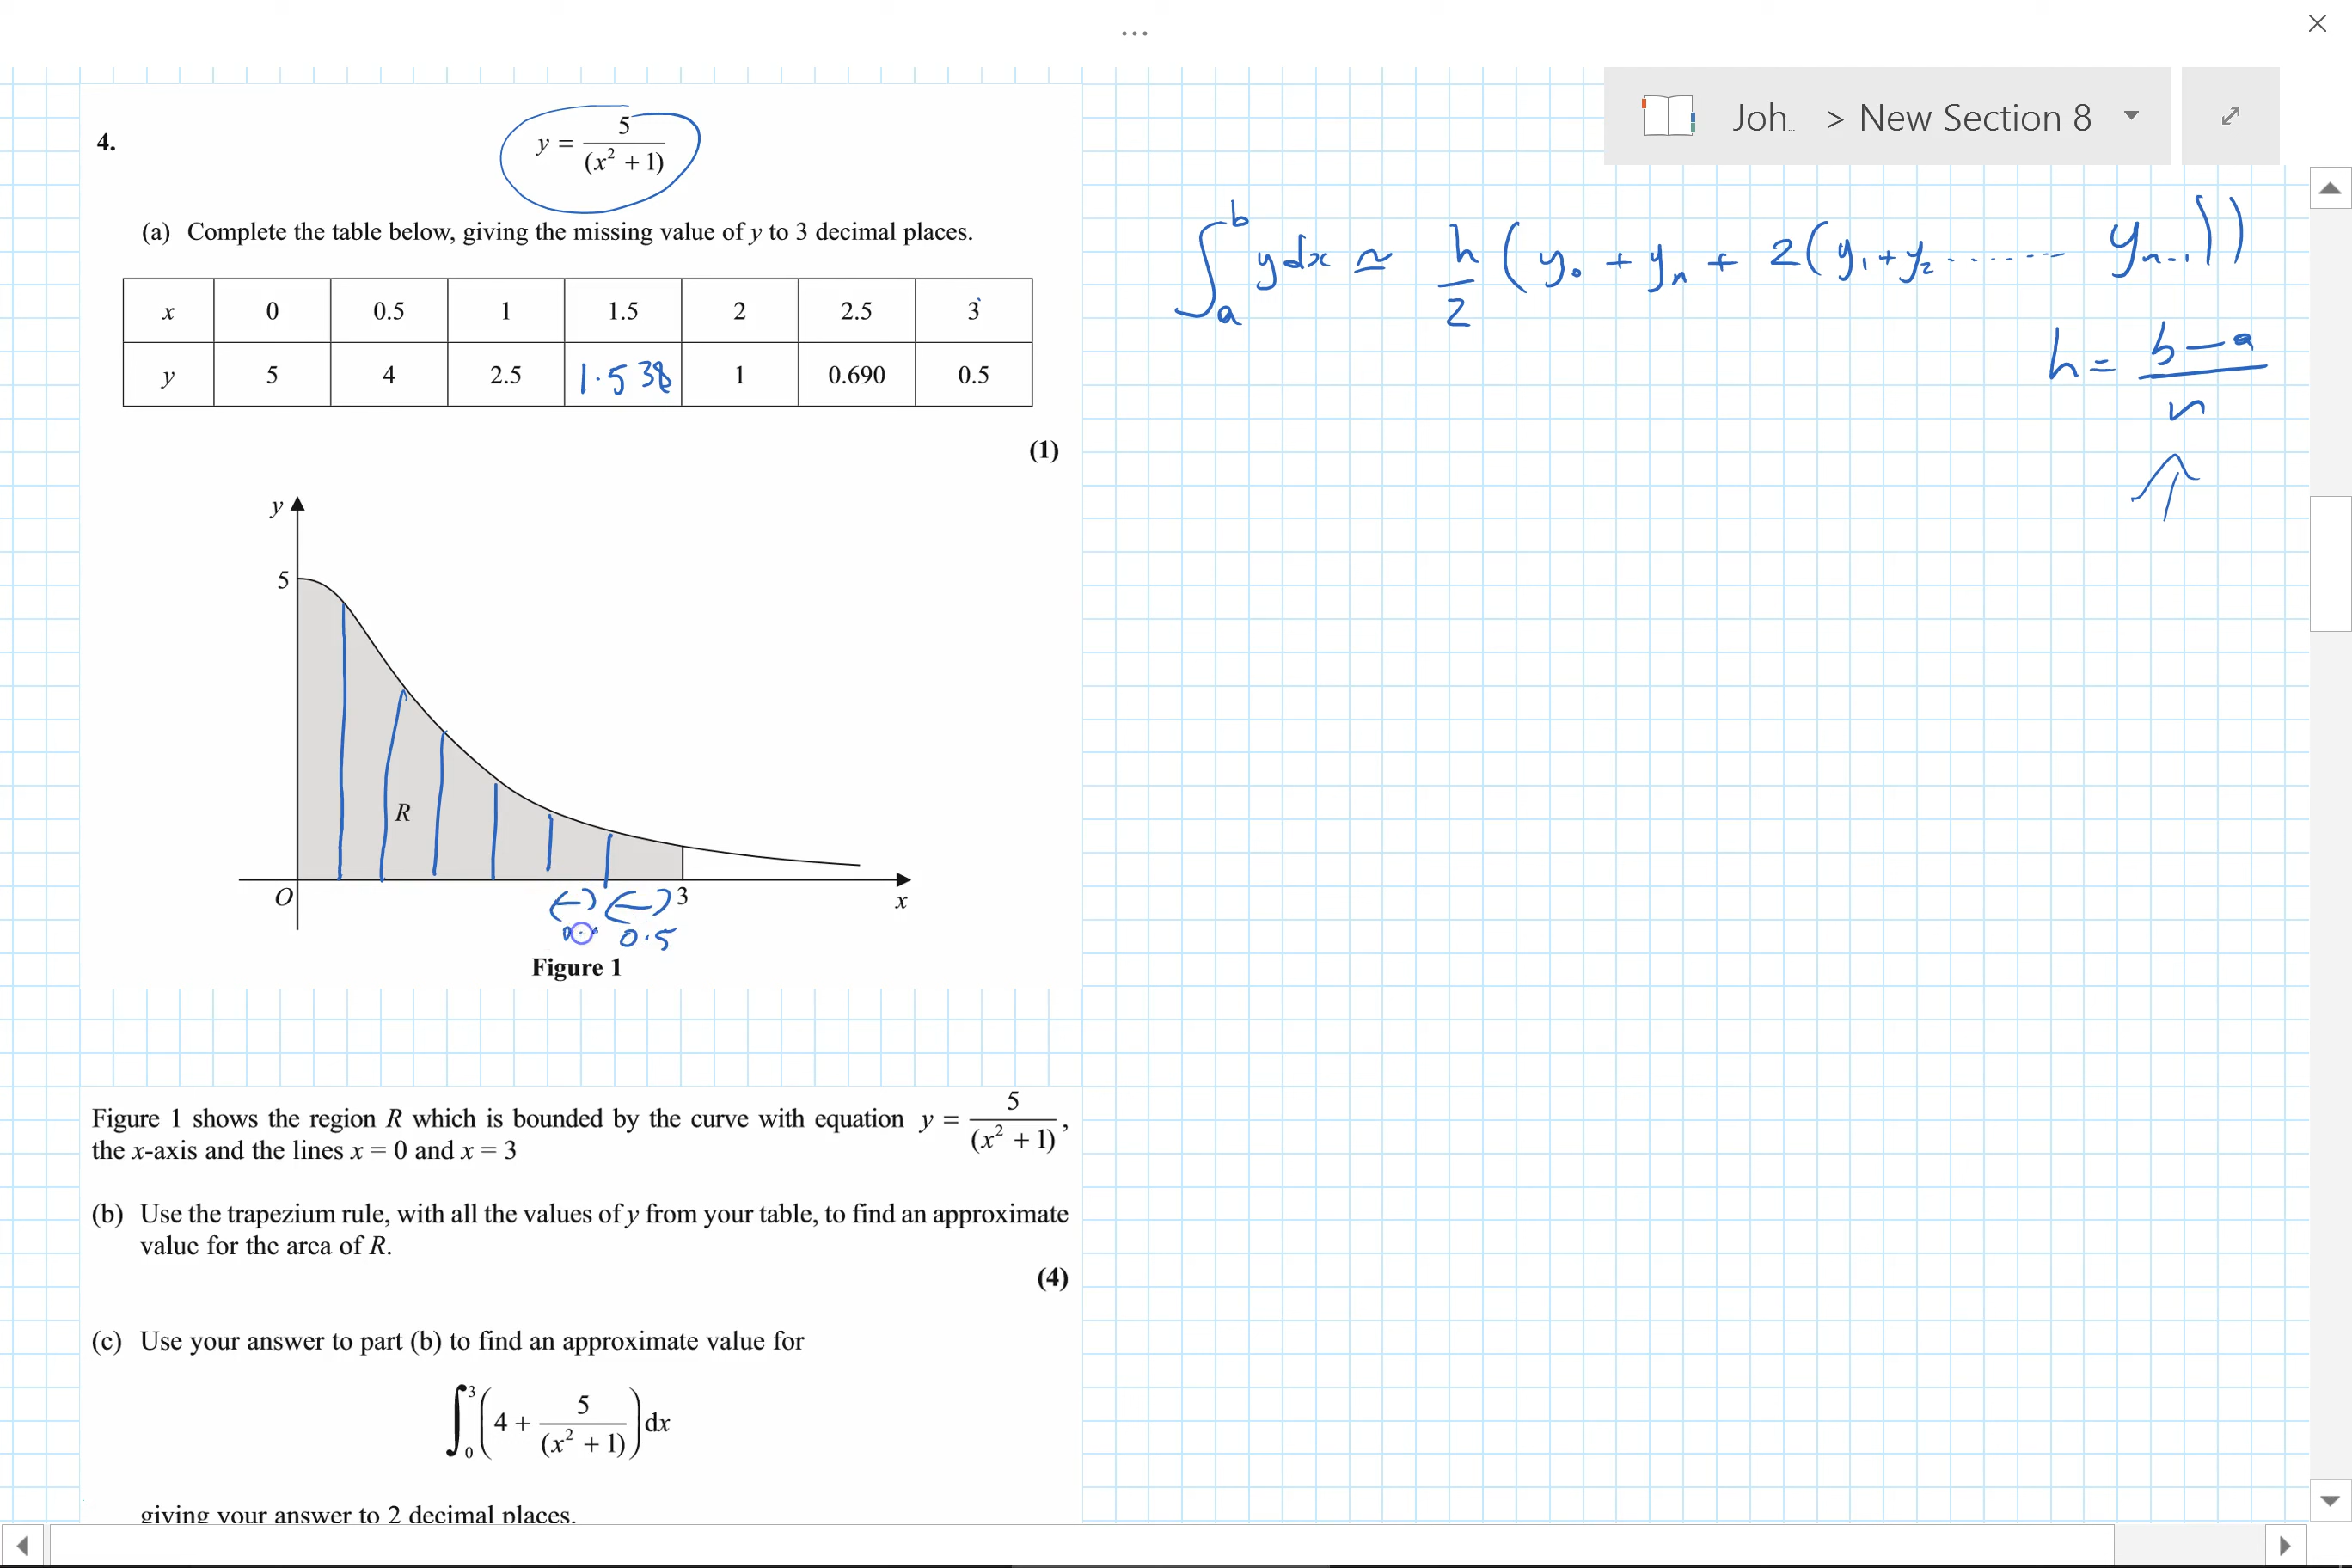 ...
Joh... > New Section 8
4. y = 5/(x² + 1)
(a) Complete the table below, giving the missing value of y to 3 decimal places.
x 0 0.5 1 1.5 2 2.5 3
y 5 4 2.5 1.538 1 0.690 0.5
(1)
y
5
R
O 3 x
0.5
Figure 1
Figure 1 shows the region R which is bounded by the curve with equation y = 5/(x² + 1),
the x-axis and the lines x = 0 and x = 3
(b) Use the trapezium rule, with all the values of y from your table, to find an approximate
value for the area of R.
(4)
(c) Use your answer to part (b) to find an approximate value for
∫₀³ (4 + 5/(x² + 1)) dx
giving your answer to 2 decimal places.
∫ₐᵇ y dx ≃ h/2 (y₀ + yₙ + 2(y₁ + y₂ ....... yₙ₋₁))
h = b − a / n